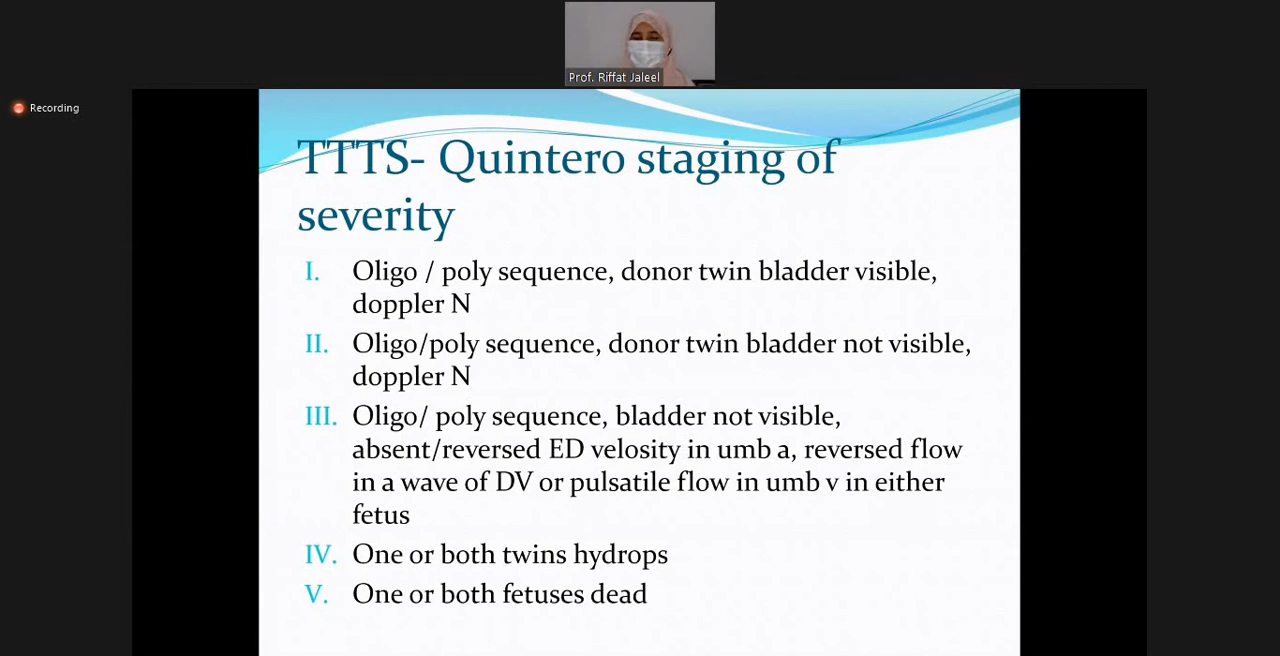 Prof. Riffat Jaleel
Recording
TTTS- Quintero staging of
severity
I. Oligo / poly sequence, donor twin bladder visible,
doppler N
II. Oligo/poly sequence, donor twin bladder not visible,
doppler N
III. Oligo/ poly sequence, bladder not visible,
absent/reversed ED velosity in umb a, reversed flow
in a wave of DV or pulsatile flow in umb v in either
fetus
IV. One or both twins hydrops
V. One or both fetuses dead